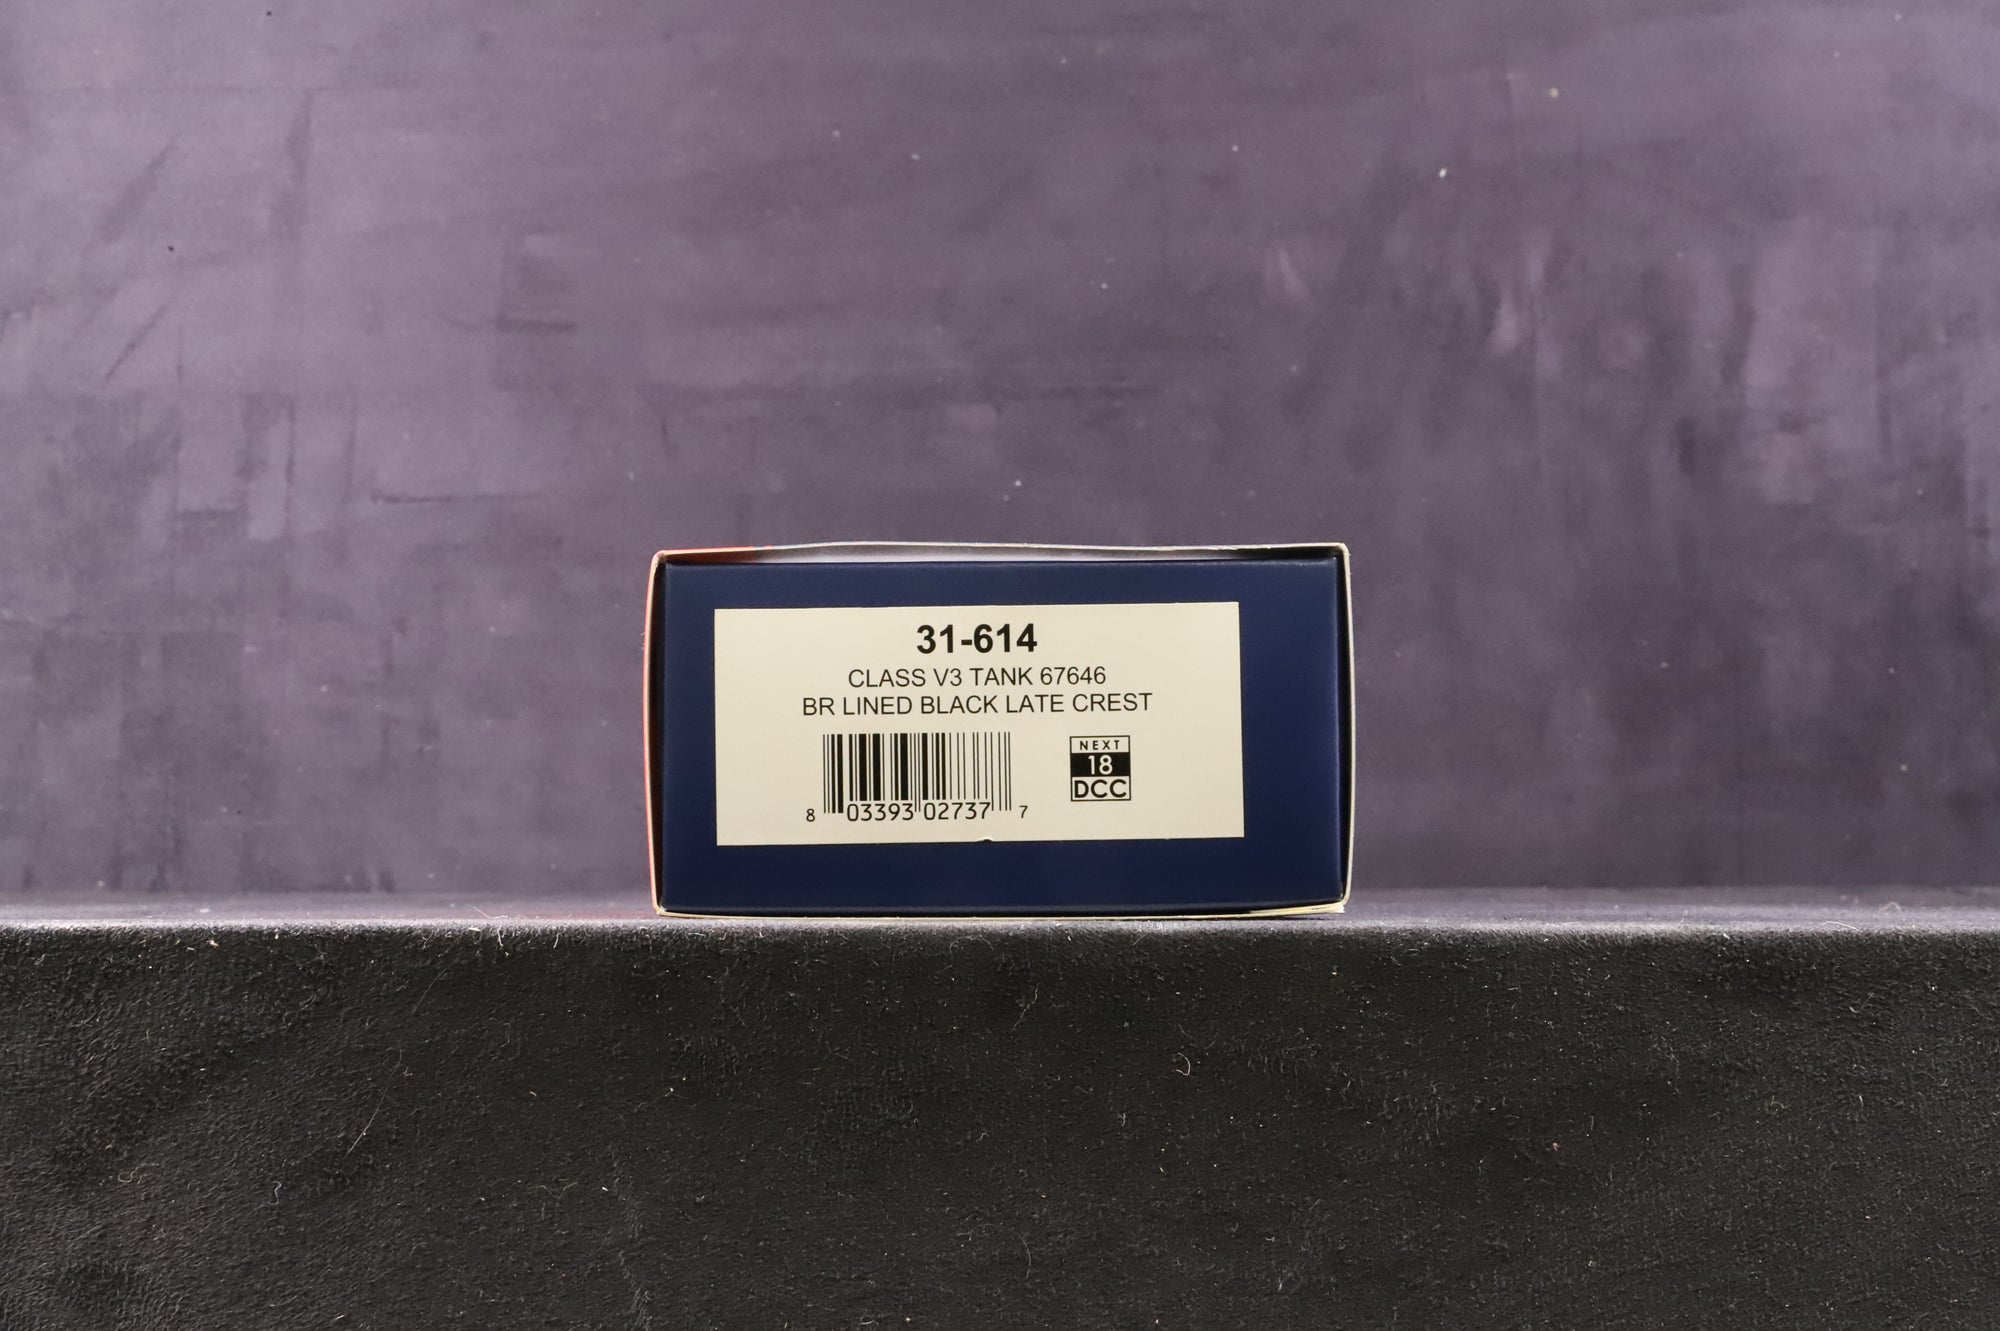 31-614
CLASS V3 TANK 67646
BR LINED BLACK LATE CREST
8 03393 02737 7
NEXT
18
DCC